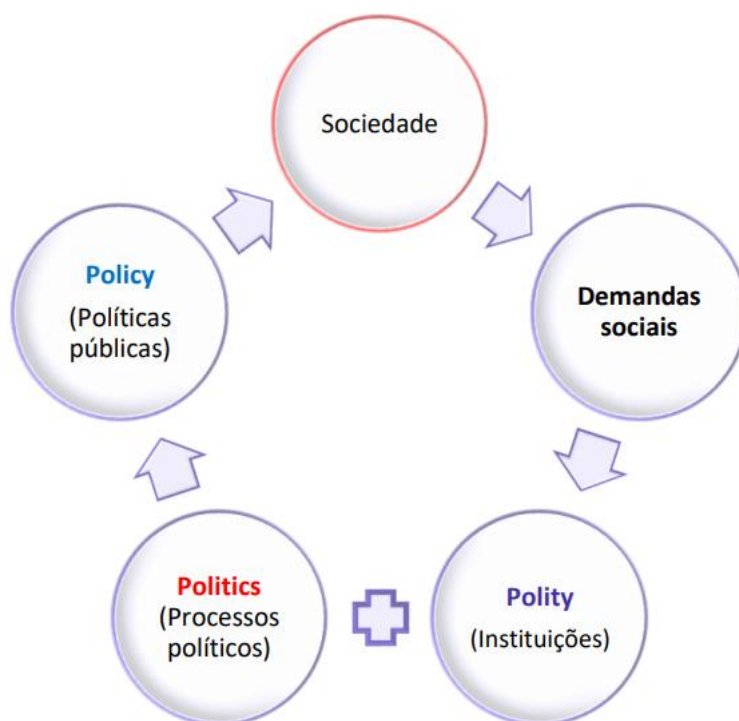 Sociedade
Demandas
sociais
Polity
(Instituições)
Politics
(Processos
políticos)
Policy
(Políticas
públicas)